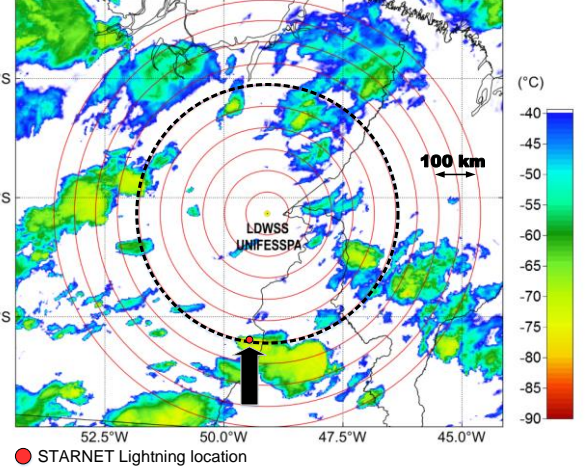 (°C)
S
-40
-45
100 km
-50
-55
S
LDWSS
UNIFESSPA
-60
-65
-70
S
-75
-80
-85
-90
52.5°W 50.0°W 47.5°W 45.0°W
STARNET Lightning location